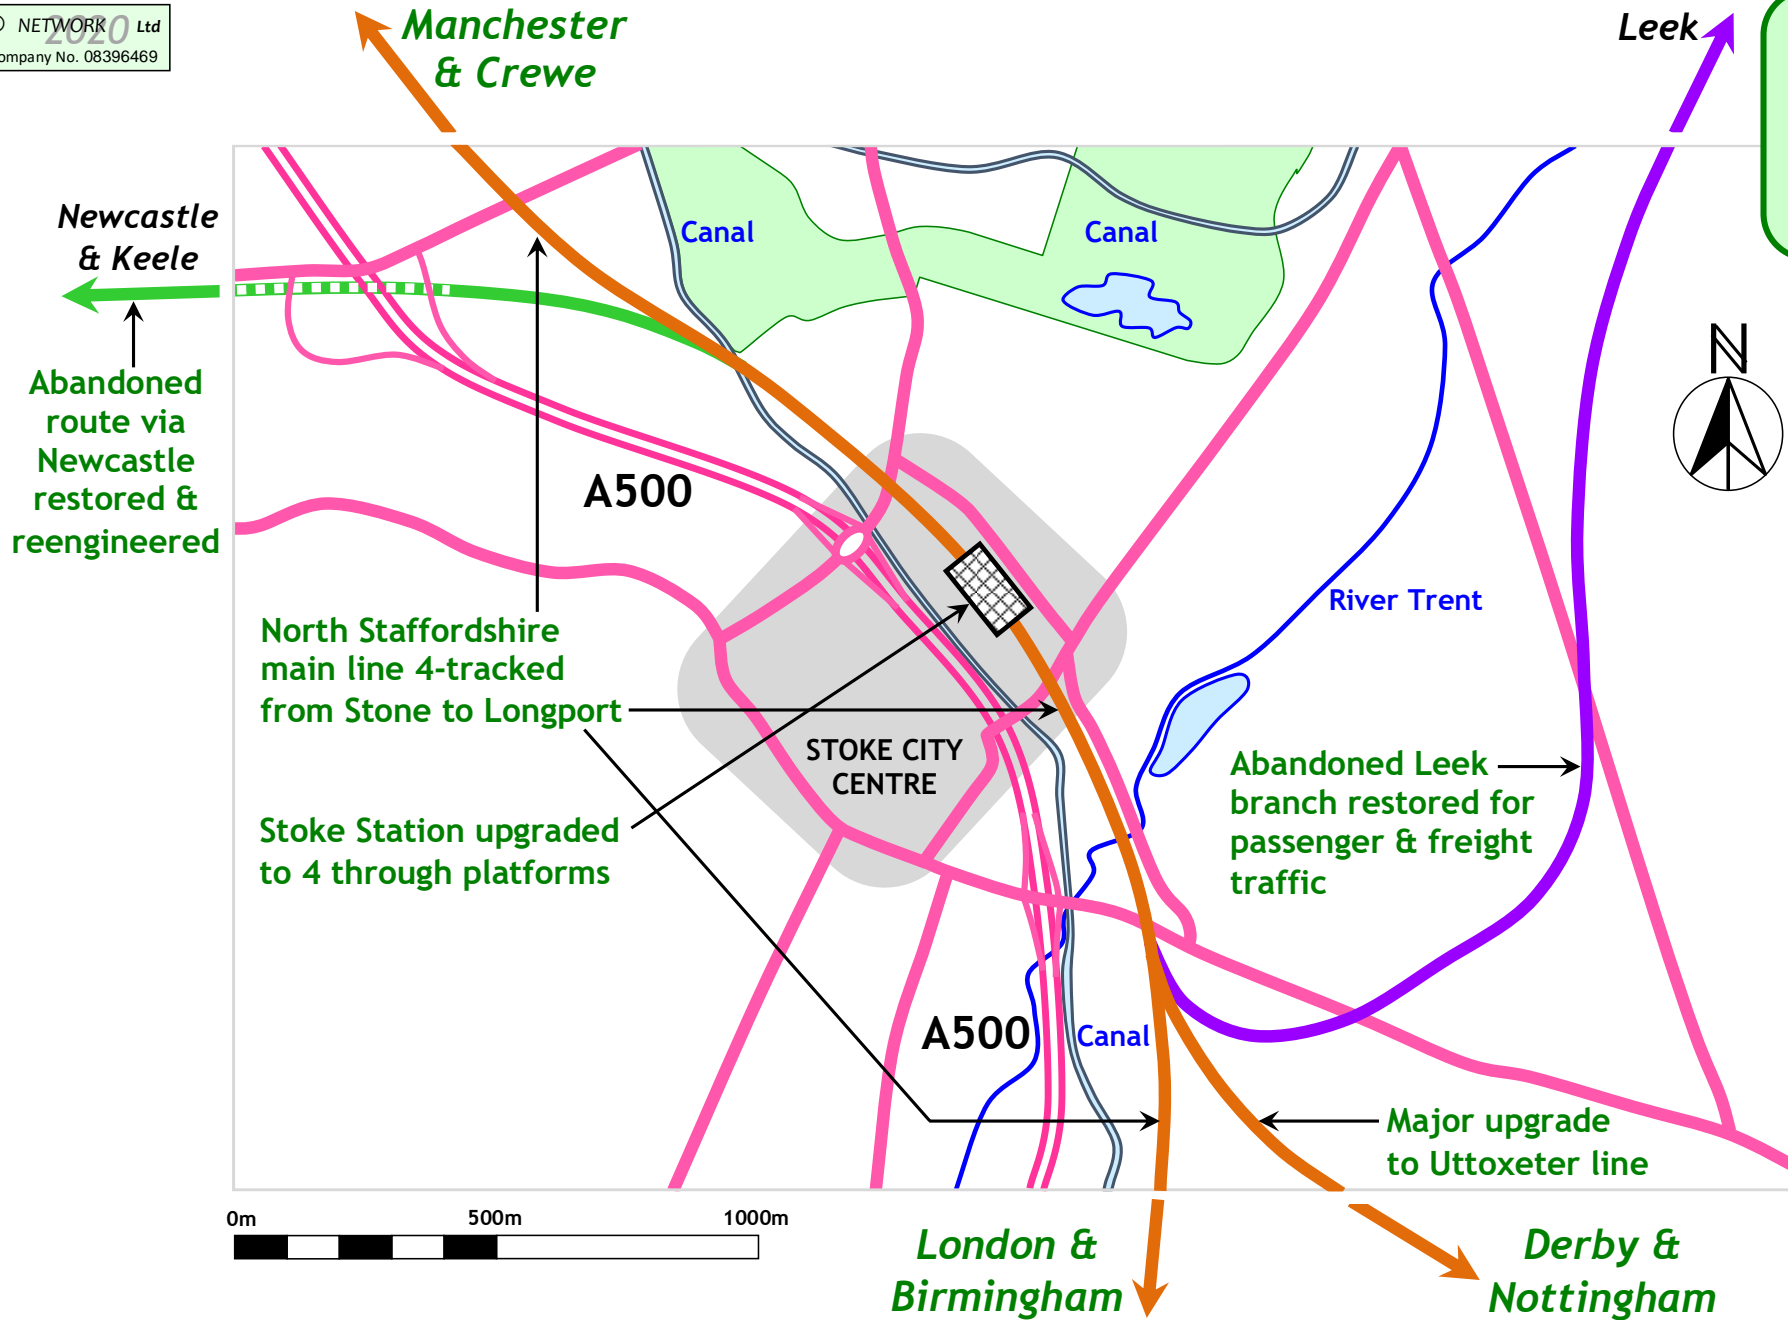 NETWORK 2020 Ltd
ompany No. 08396469
Manchester
& Crewe
Leek
Newcastle
& Keele
Canal
Canal
N
Abandoned
route via
Newcastle
restored &
reengineered
A500
River Trent
North Staffordshire
main line 4-tracked
from Stone to Longport
STOKE CITY
CENTRE
Abandoned Leek
branch restored for
passenger & freight
traffic
Stoke Station upgraded
to 4 through platforms
A500
Canal
Major upgrade
to Uttoxeter line
0m 500m 1000m
London &
Birmingham
Derby &
Nottingham